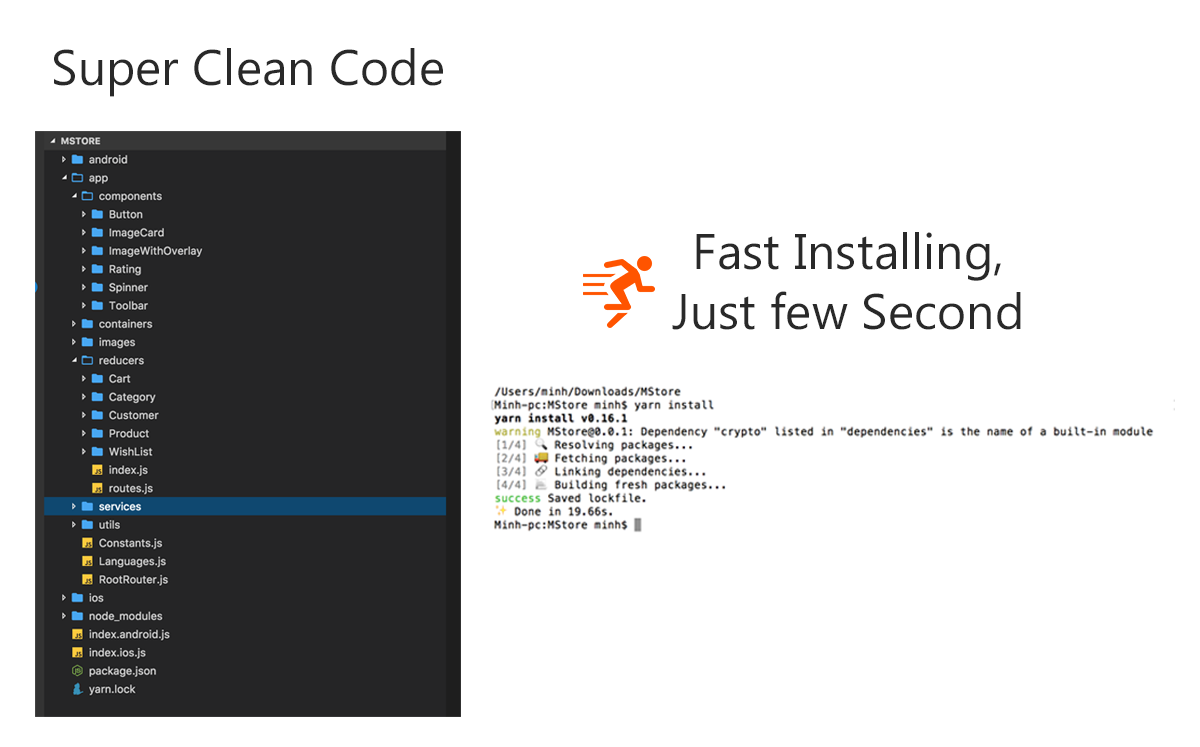 Super Clean Code
MSTORE
android
app
components
Button
ImageCard
ImageWithOverlay
Rating
Spinner
Toolbar
containers
images
reducers
Cart
Category
Customer
Product
WishList
index.js
routes.js
services
utils
Constants.js
Languages.js
RootRouter.js
ios
node_modules
index.android.js
index.ios.js
package.json
yarn.lock
Fast Installing,
Just few Second
/Users/minh/Downloads/MStore
[Minh-pc:MStore minh$ yarn install
yarn install v0.16.1
warning MStore@0.0.1: Dependency "crypto" listed in "dependencies" is the name of a built-in module
[1/4] 🔍 Resolving packages...
[2/4] 🚚 Fetching packages...
[3/4] 🔗 Linking dependencies...
[4/4] 📃 Building fresh packages...
success Saved lockfile.
✨ Done in 19.66s.
Minh-pc:MStore minh$